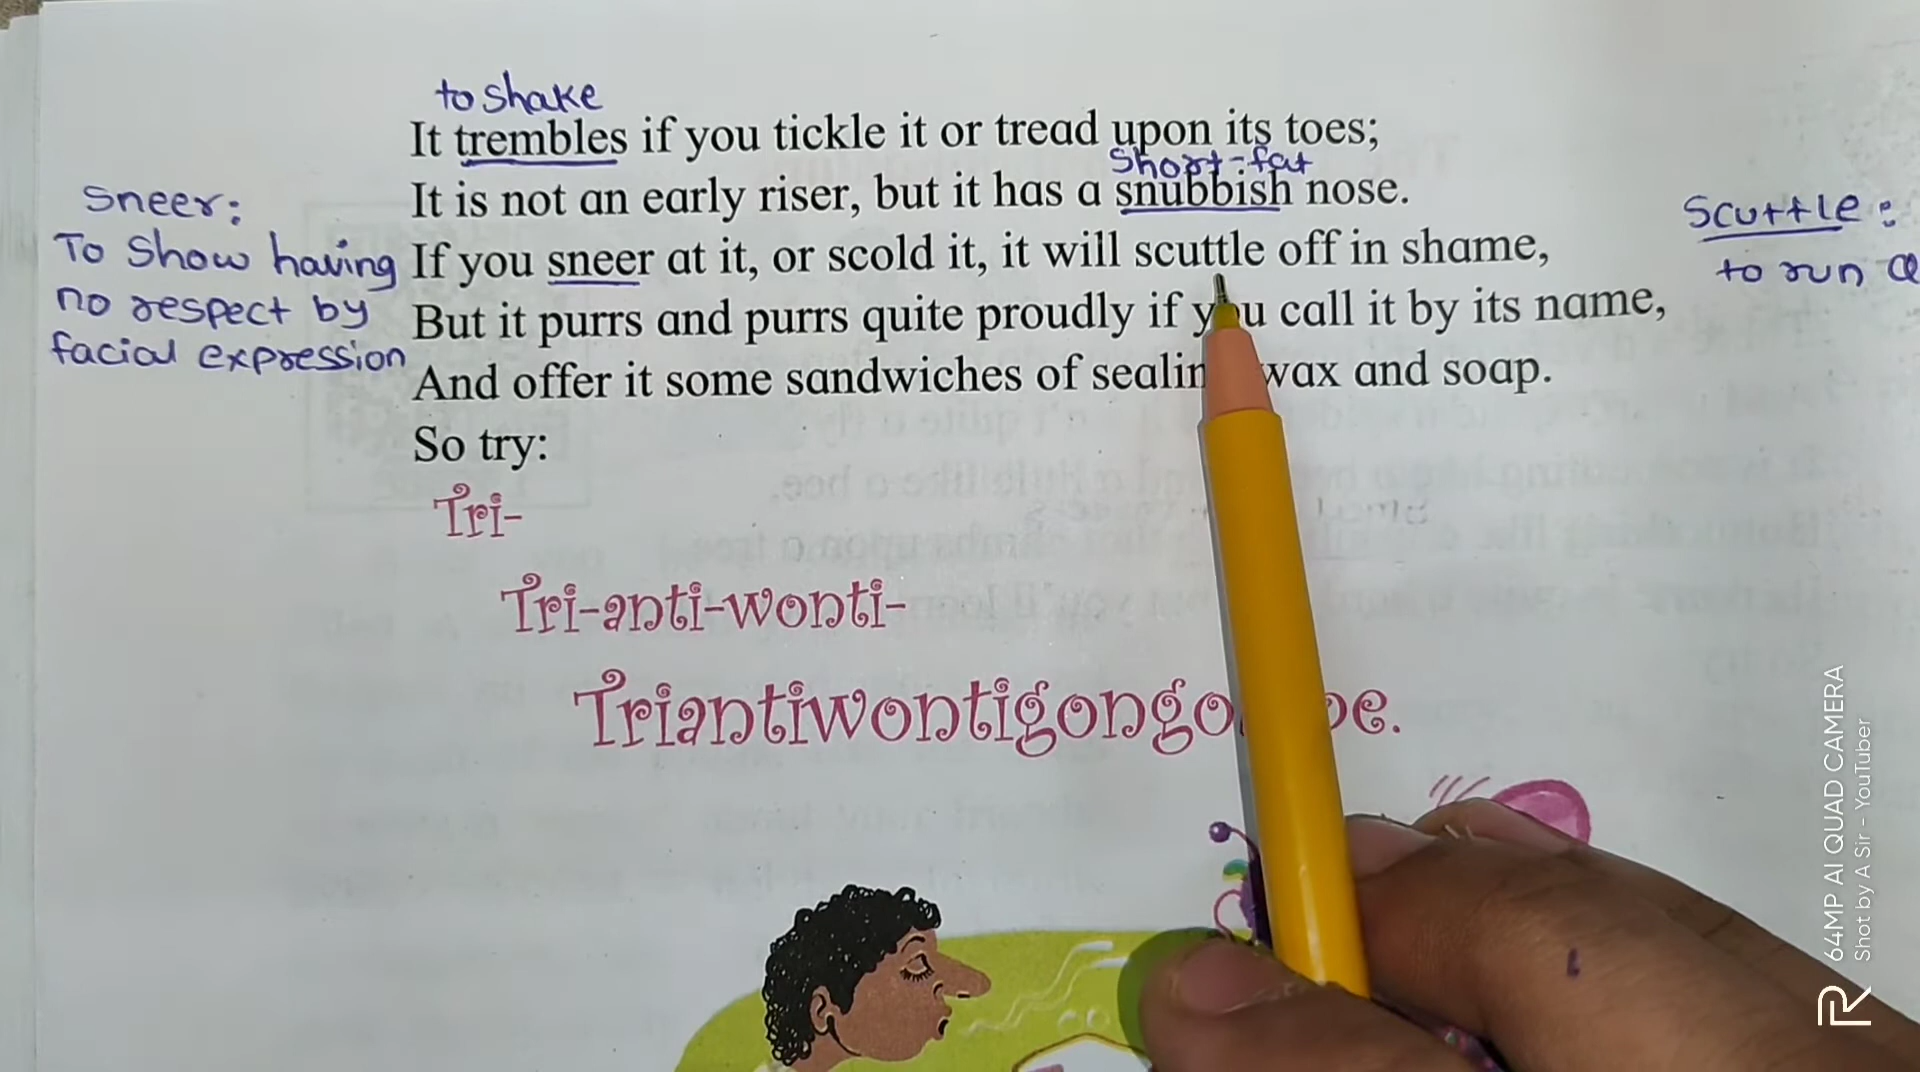 to shake
It trembles if you tickle it or tread upon its toes;
short-fat
It is not an early riser, but it has a snubbish nose.
Sneer:
To show having
no respect by
facial expression
If you sneer at it, or scold it, it will scuttle off in shame,
Scuttle:
to run
But it purrs and purrs quite proudly if you call it by its name,
And offer it some sandwiches of sealing wax and soap.
So try:
Tri-
Tri-anti-wonti-
64MP AI QUAD CAMERA
Shot by A Sir - YouTuber